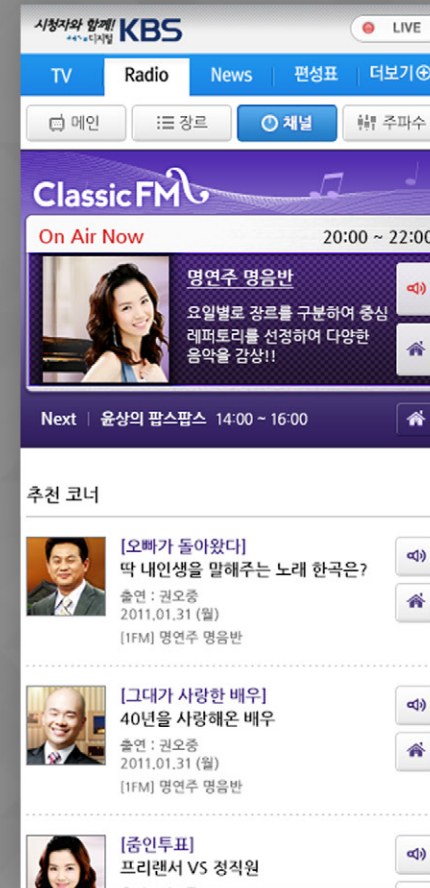 시청자와 함께! KBS
디지털
LIVE
TV Radio News 편성표 더보기
메인 장르 채널 주파수
Classic FM
On Air Now 20:00 ~ 22:00
명연주 명음반
요일별로 장르를 구분하여 중심
레퍼토리를 선정하여 다양한
음악을 감상!!
Next | 윤상의 팝스팝스 14:00 ~ 16:00
추천 코너
[오빠가 돌아왔다]
딱 내인생을 말해주는 노래 한곡은?
출연 : 권오중
2011.01.31 (월)
[1FM] 명연주 명음반
[그대가 사랑한 배우]
40년을 사랑해온 배우
출연 : 권오중
2011.01.31 (월)
[1FM] 명연주 명음반
[줌인투표]
프리랜서 VS 정직원